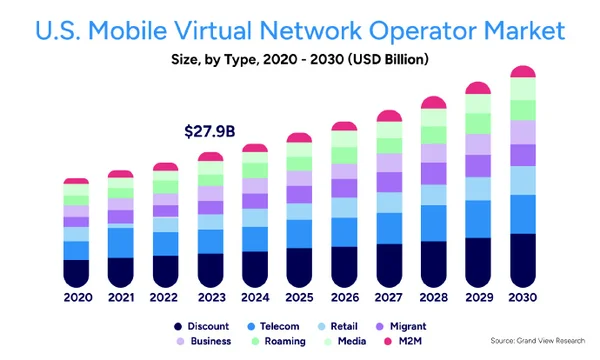 U.S. Mobile Virtual Network Operator Market
Size, by Type, 2020 - 2030 (USD Billion)
$27.9B
2020 2021 2022 2023 2024 2025 2026 2027 2028 2029 2030
Discount Telecom Retail Migrant
Business Roaming Media M2M
Source: Grand View Research